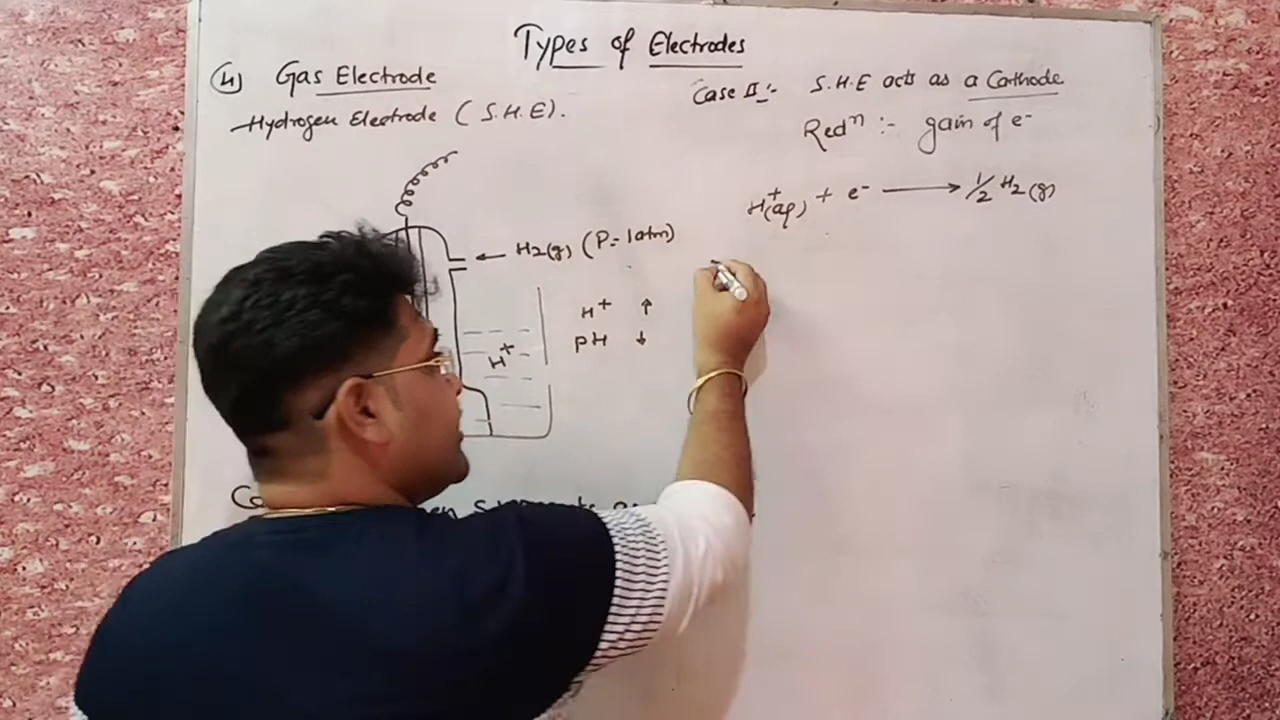 Types of Electrodes
(4) Gas Electrode
Hydrogen Electrode (S.H.E).
H2(g) (P=1atm)
H+ ↑
pH ↓
H+
Case II :- S.H.E acts as a Cathode
Redⁿ :- gain of e-
H+(aq) + e- ⟶ 1/2 H2(g)